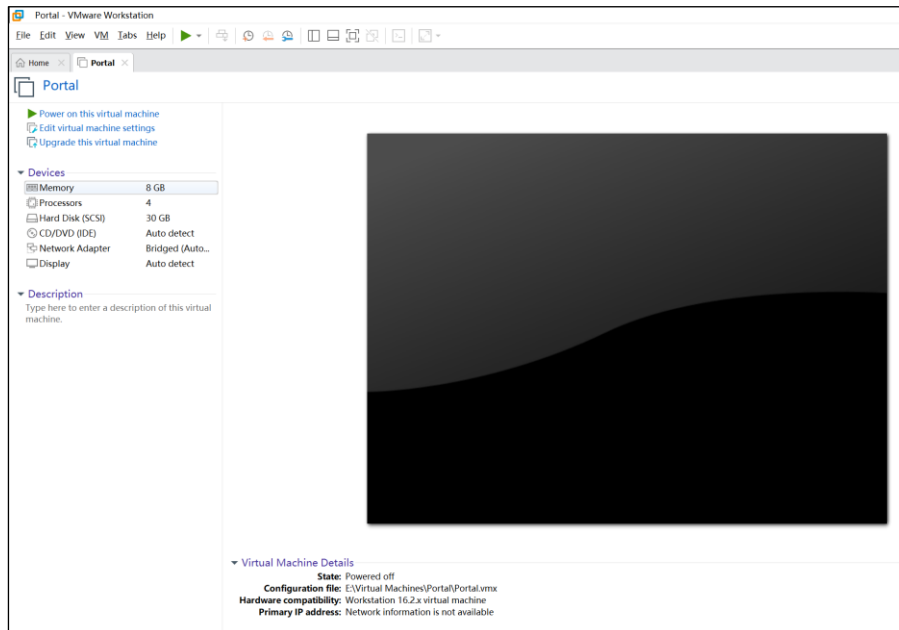 Portal - VMware Workstation
File Edit View VM Tabs Help
Home Portal
Portal
Power on this virtual machine
Edit virtual machine settings
Upgrade this virtual machine
Devices
Memory 8 GB
Processors 4
Hard Disk (SCSI) 30 GB
CD/DVD (IDE) Auto detect
Network Adapter Bridged (Auto...
Display Auto detect
Description
Type here to enter a description of this virtual
machine.
Virtual Machine Details
State: Powered off
Configuration file: E:\Virtual Machines\Portal\Portal.vmx
Hardware compatibility: Workstation 16.2.x virtual machine
Primary IP address: Network information is not available